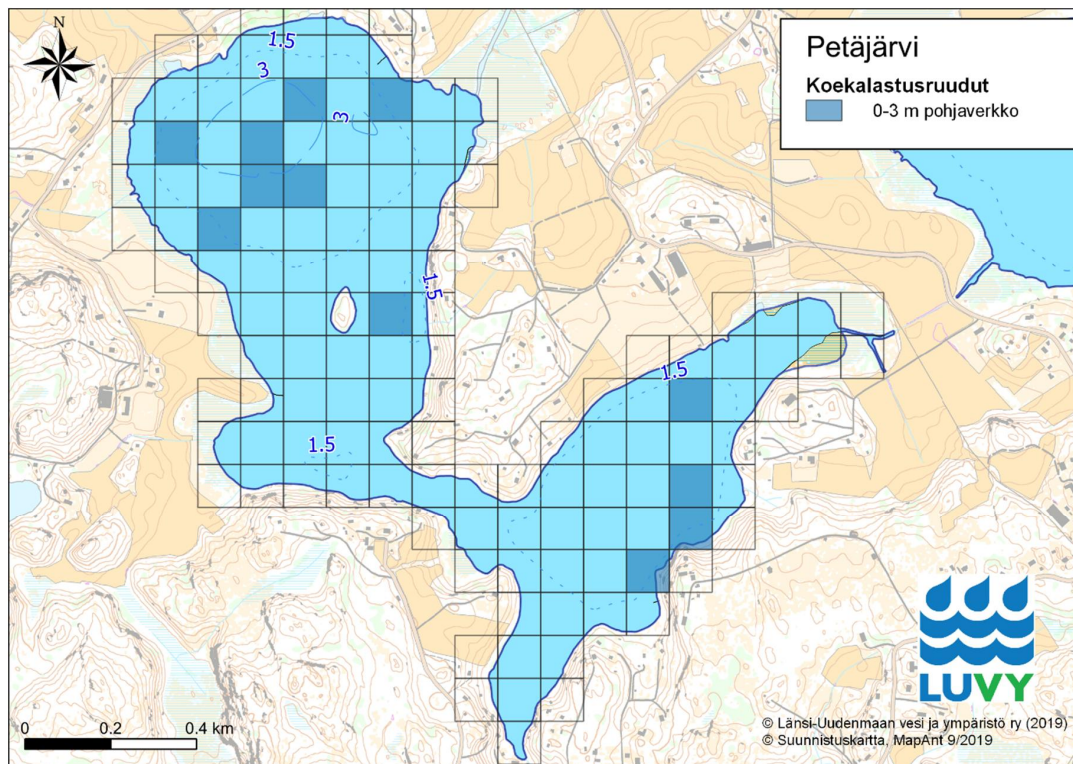 N
1.5
3
3
1.5
1.5
1.5
Petäjärvi
Koekalastusruudut
0-3 m pohjaverkko
0 0.2 0.4 km
LUVY
© Länsi-Uudenmaan vesi ja ympäristö ry (2019)
© Suunnistuskartta, MapAnt 9/2019